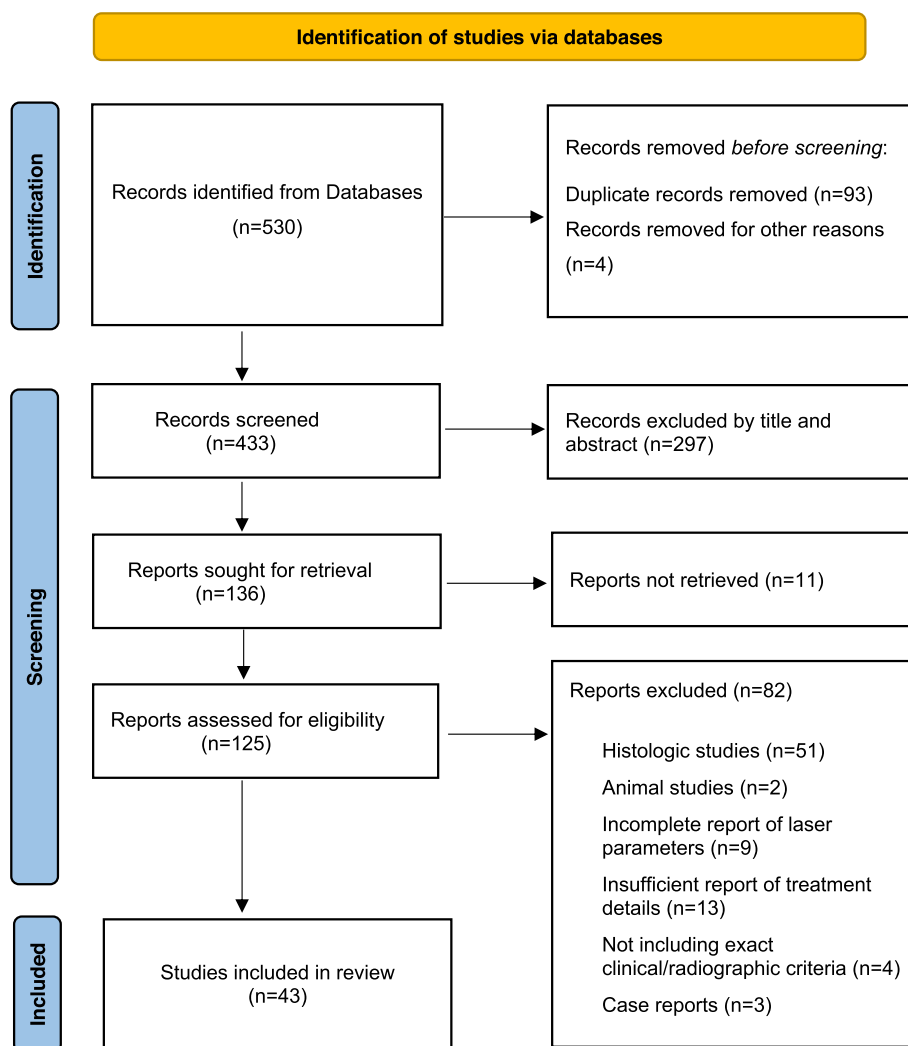 Identification of studies via databases
Identification
Records identified from Databases
(n=530)
Records removed before screening:
Duplicate records removed (n=93)
Records removed for other reasons
(n=4)
Screening
Records screened
(n=433)
Records excluded by title and
abstract (n=297)
Reports sought for retrieval
(n=136)
Reports not retrieved (n=11)
Reports assessed for eligibility
(n=125)
Reports excluded (n=82)
Histologic studies (n=51)
Animal studies (n=2)
Incomplete report of laser
parameters (n=9)
Insufficient report of treatment
details (n=13)
Not including exact
clinical/radiographic criteria (n=4)
Case reports (n=3)
Included
Studies included in review
(n=43)